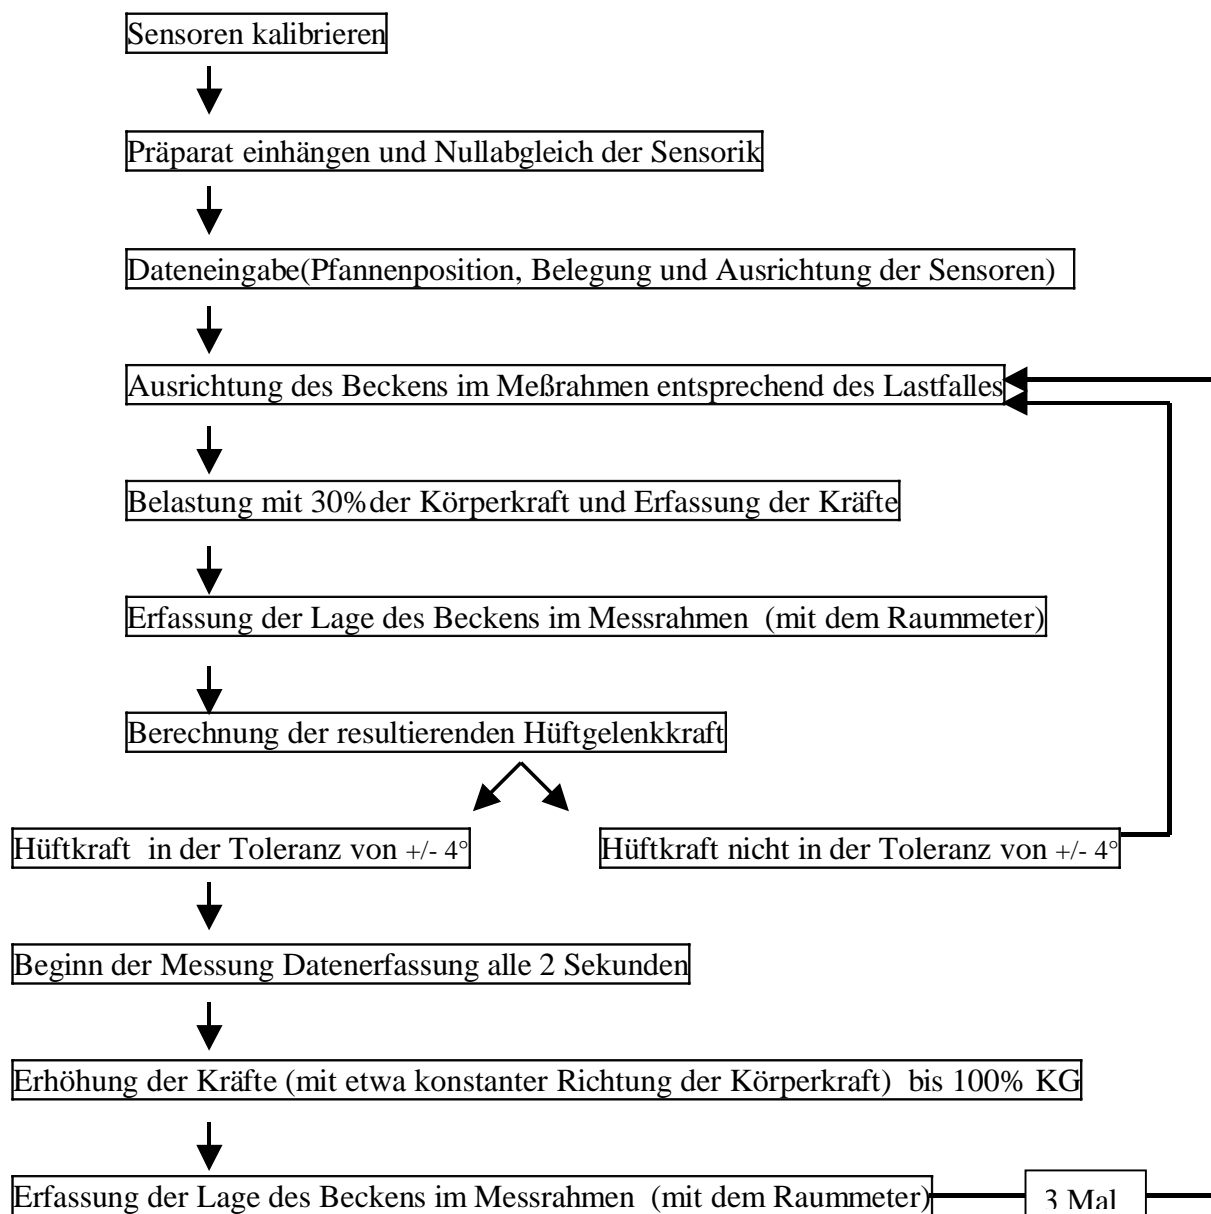 Sensoren kalibrieren
Präparat einhängen und Nullabgleich der Sensorik
Dateneingabe(Pfannenposition, Belegung und Ausrichtung der Sensoren)
Ausrichtung des Beckens im Meßrahmen entsprechend des Lastfalles
Belastung mit 30% der Körperkraft und Erfassung der Kräfte
Erfassung der Lage des Beckens im Messrahmen (mit dem Raummeter)
Berechnung der resultierenden Hüftgelenkkraft
Hüftkraft in der Toleranz von +/- 4°
Hüftkraft nicht in der Toleranz von +/- 4°
Beginn der Messung Datenerfassung alle 2 Sekunden
Erhöhung der Kräfte (mit etwa konstanter Richtung der Körperkraft) bis 100% KG
Erfassung der Lage des Beckens im Messrahmen (mit dem Raummeter)
3 Mal